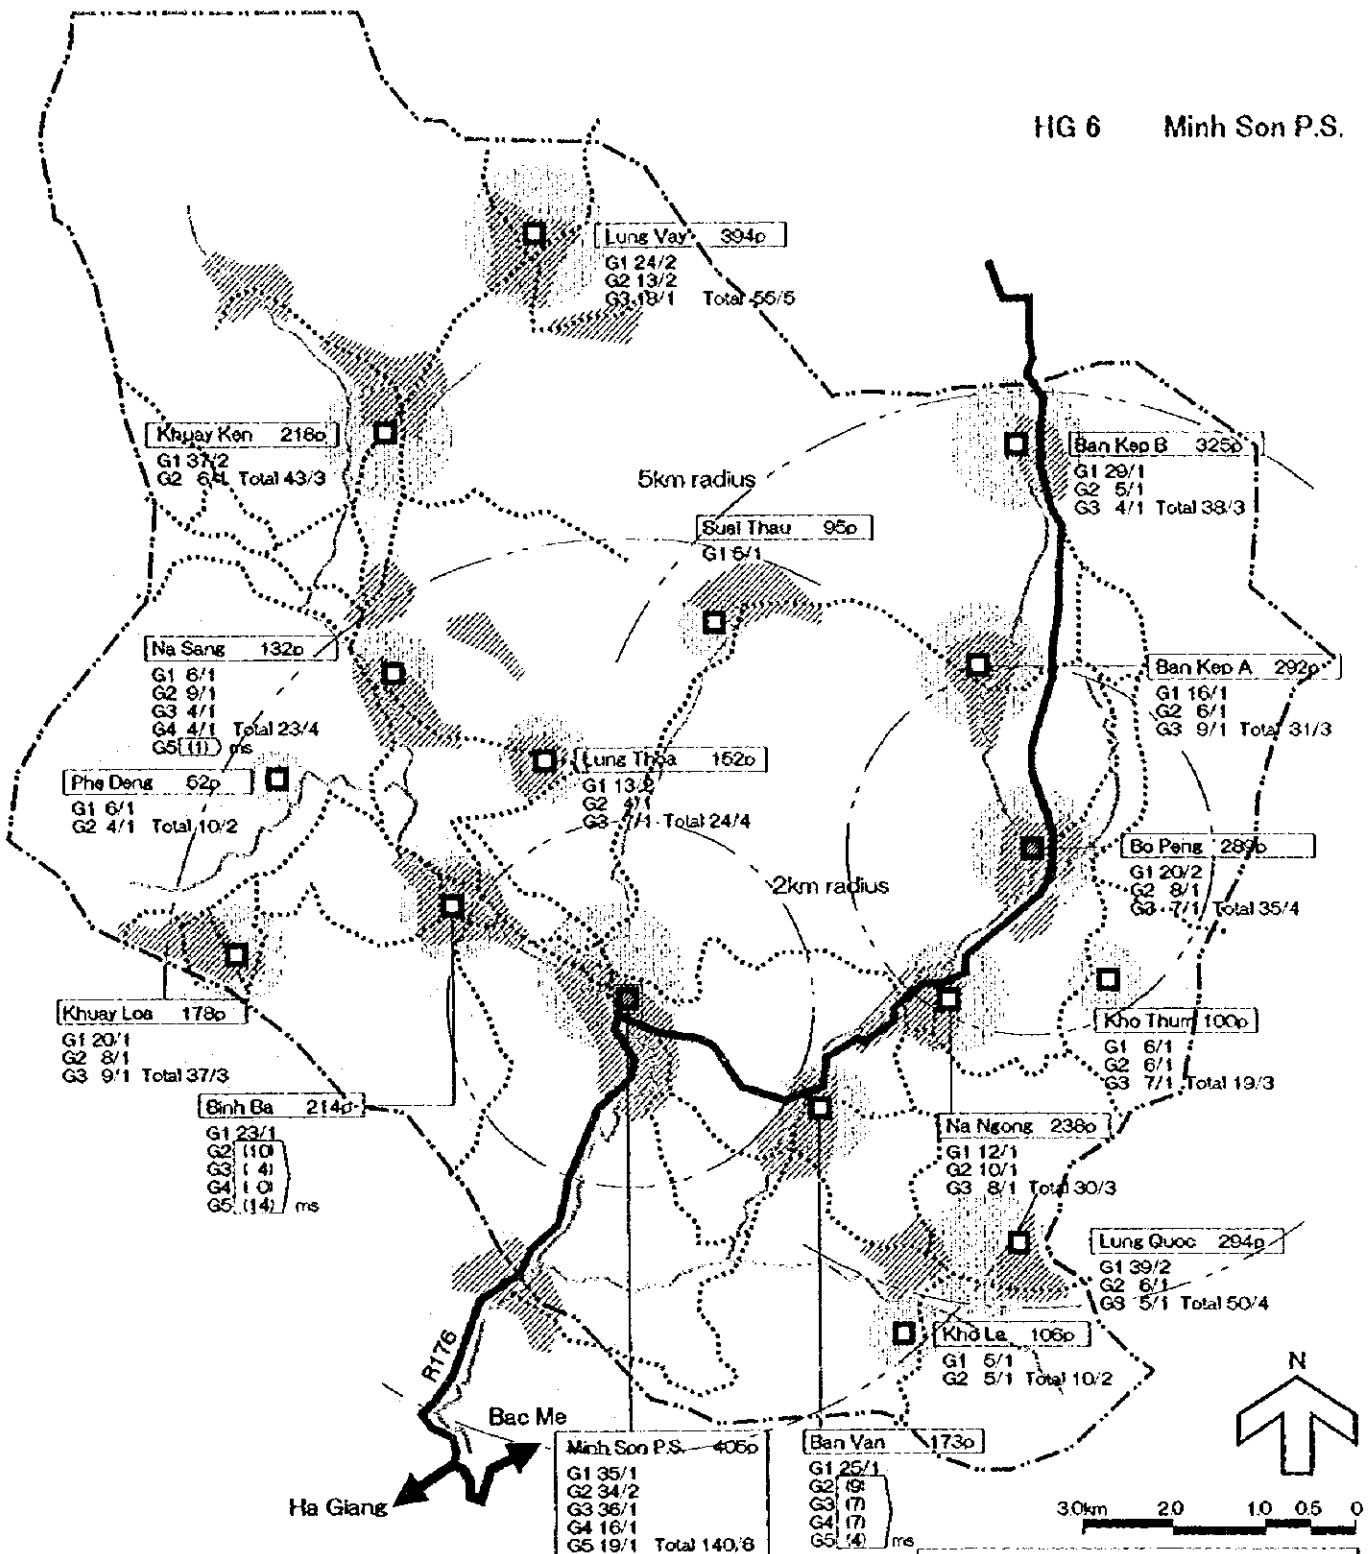 HG 6 Minh Son P.S.
Lung Vay 394p
G1 24/2
G2 13/2
G3 18/1 Total 55/5
Khuay Ken 216p
G1 37/2
G2 6/1 Total 43/3
5km radius
Ban Kep B 325p
G1 29/1
G2 5/1
G3 4/1 Total 38/3
Susi Thau 95p
G1 5/1
Na Sang 132p
G1 6/1
G2 9/1
G3 4/1
G4 4/1 Total 23/4
G5 (1) ms
Ban Kep A 292p
G1 16/1
G2 6/1
G3 9/1 Total 31/3
Phe Deng 62p
G1 6/1
G2 4/1 Total 10/2
Lung Thoa 152p
G1 13/2
G2 4/1
G3 7/1 Total 24/4
Bo Peng 289p
G1 20/2
G2 8/1
G3 7/1 Total 35/4
2km radius
Khuay Loa 178p
G1 20/1
G2 8/1
G3 9/1 Total 37/3
Kho Thum 100p
G1 6/1
G2 6/1
G3 7/1 Total 19/3
Binh Ba 214p
G1 23/1
G2 (10)
G3 (4)
G4 (0)
G5 (14) ms
Na Ngong 238p
G1 12/1
G2 10/1
G3 8/1 Total 30/3
Lung Quoc 294p
G1 39/2
G2 6/1
G3 5/1 Total 50/4
Kho La 106p
G1 5/1
G2 5/1 Total 10/2
R176
Bac Me
Ha Giang
Minh Son P.S. 406p
G1 35/1
G2 34/2
G3 36/1
G4 16/1
G5 19/1 Total 140/6
Ban Van 173p
G1 25/1
G2 (9)
G3 (7)
G4 (7)
G5 (4) ms
N
3.0km 2.0 1.0 0.5 0